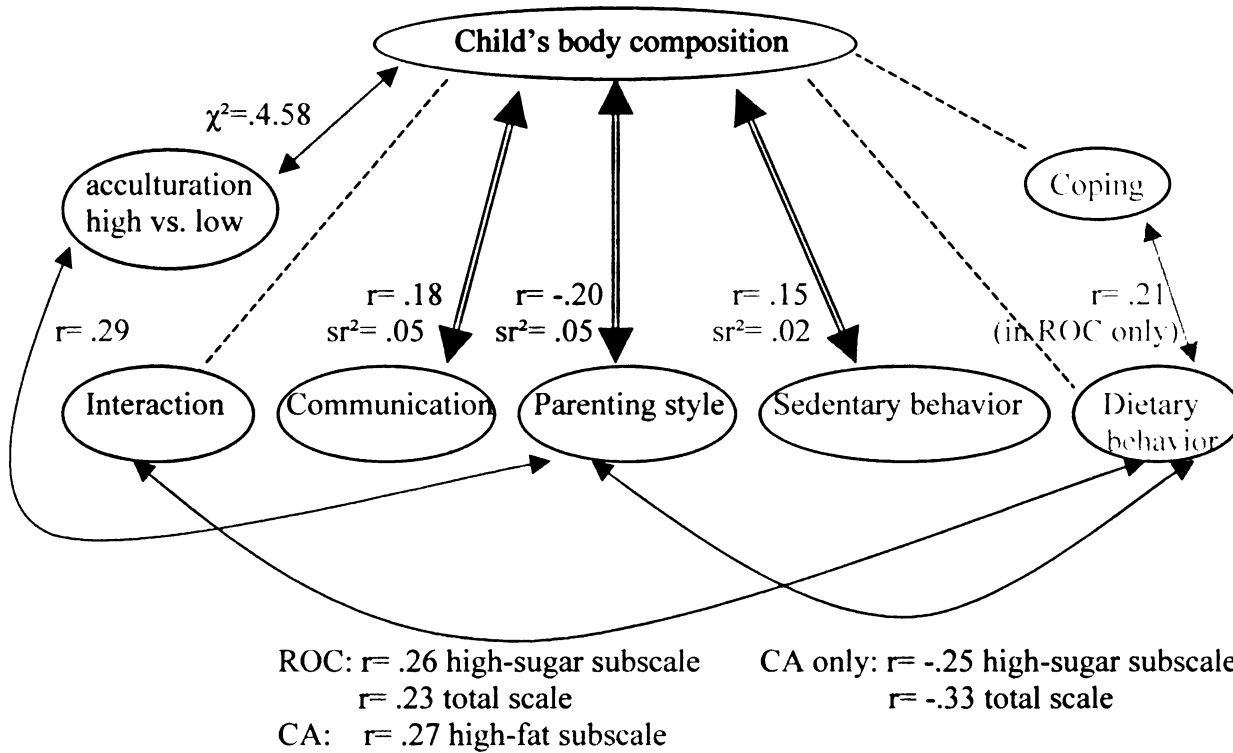 Child's body composition
χ²=.4.58
acculturation
high vs. low
Coping
r= .29
r= .18
sr²= .05
r= -.20
sr²= .05
r= .15
sr²= .02
r= .21
(in ROC only)
Interaction
Communication
Parenting style
Sedentary behavior
Dietary
behavior
ROC: r= .26 high-sugar subscale
r= .23 total scale
CA: r= .27 high-fat subscale
CA only: r= -.25 high-sugar subscale
r= -.33 total scale